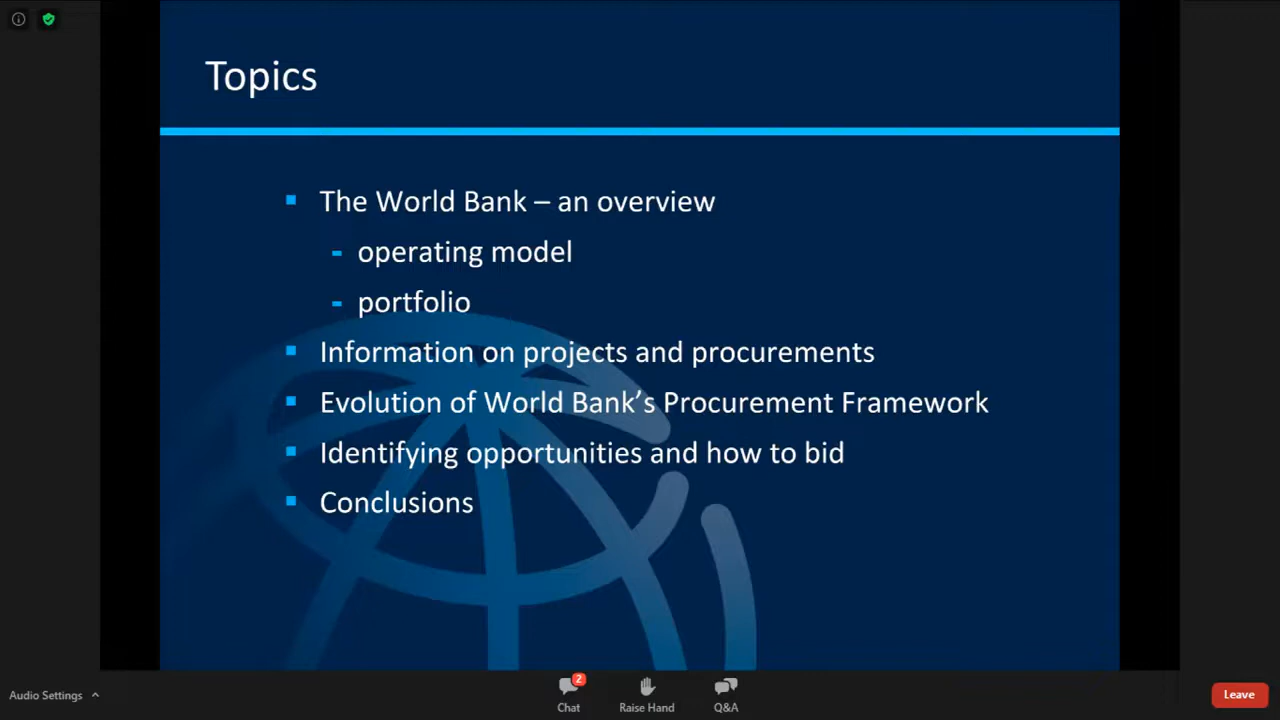 Topics
The World Bank – an overview
- operating model
- portfolio
Information on projects and procurements
Evolution of World Bank’s Procurement Framework
Identifying opportunities and how to bid
Conclusions
Audio Settings
2
Chat
Raise Hand
Q&A
Leave